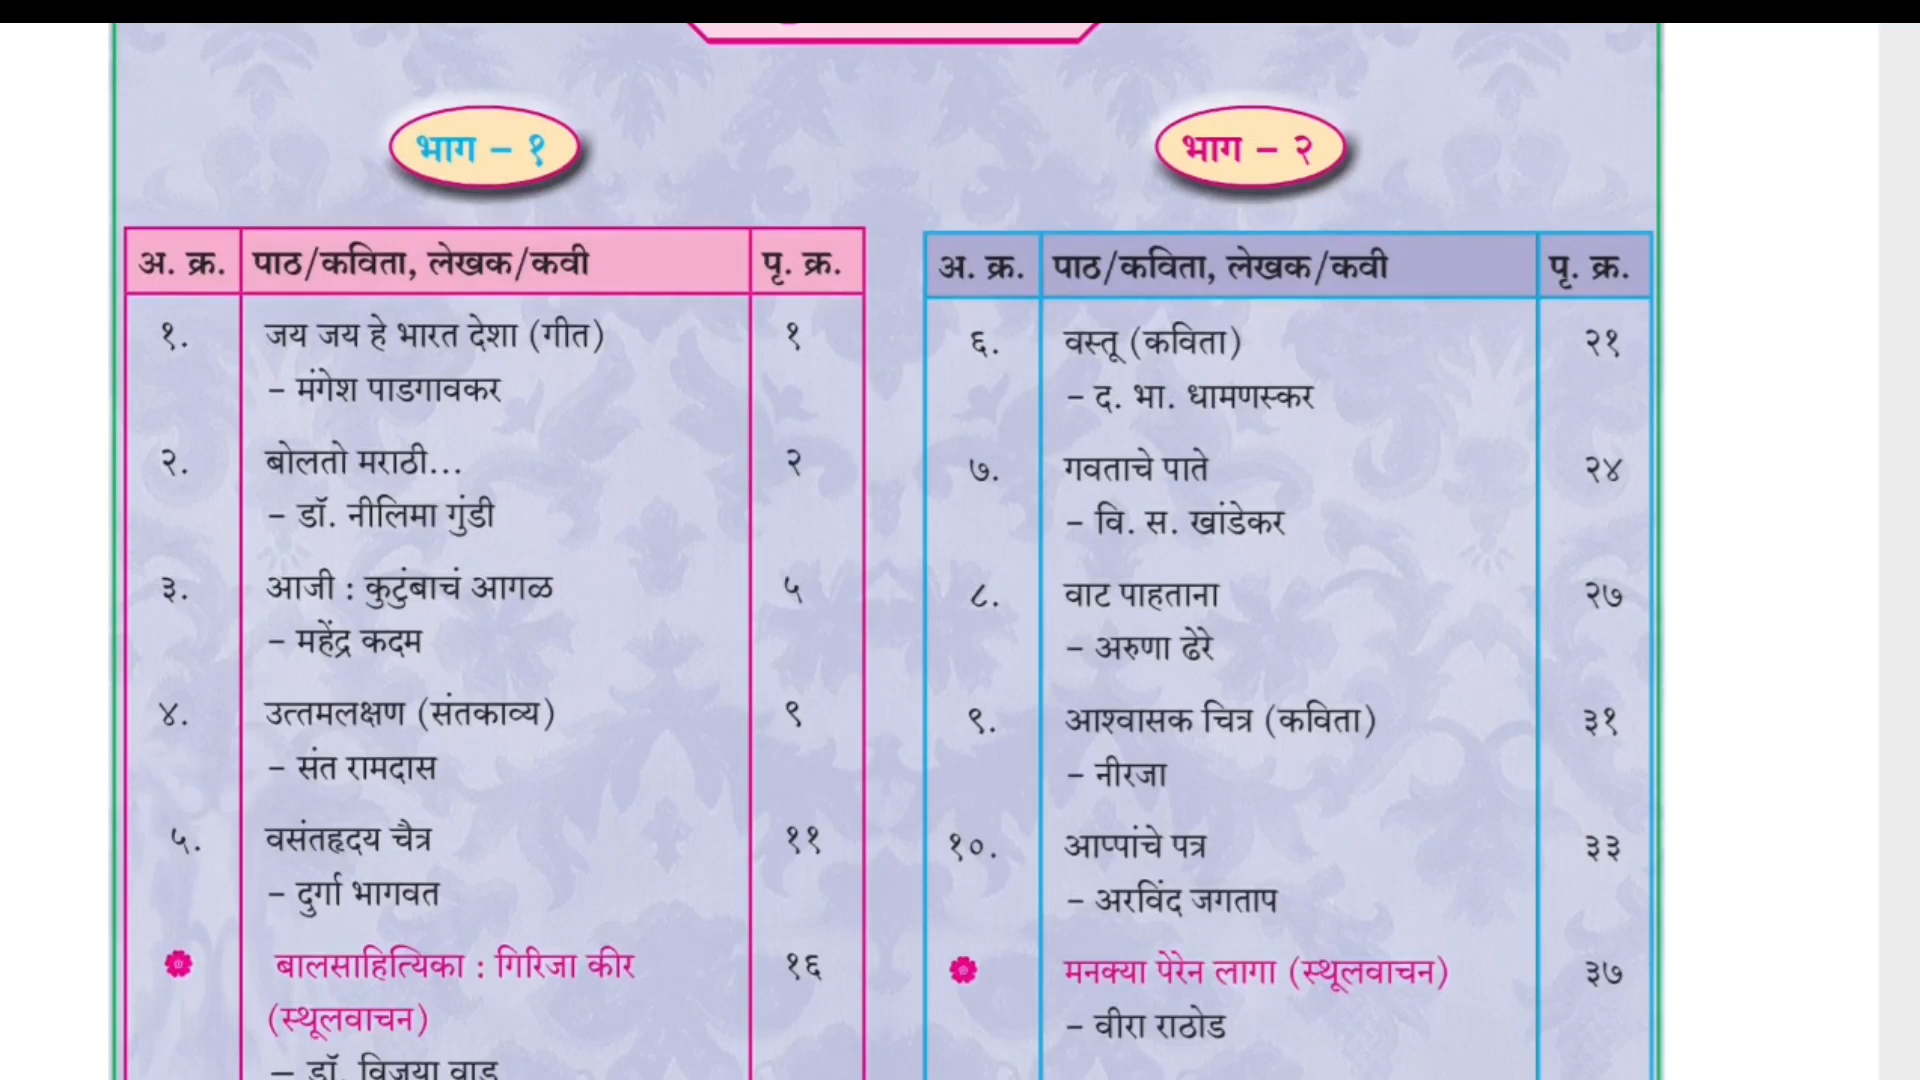 भाग – १
अ. क्र. पाठ/कविता, लेखक/कवी पृ. क्र.
१. जय जय हे भारत देशा (गीत) १
– मंगेश पाडगावकर
२. बोलतो मराठी... २
– डॉ. नीलिमा गुंडी
३. आजी : कुटुंबाचं आगळ ५
– महेंद्र कदम
४. उत्तमलक्षण (संतकाव्य) ९
– संत रामदास
५. वसंतहृदय चैत्र ११
– दुर्गा भागवत
बालसाहित्यिका : गिरिजा कीर १६
(स्थूलवाचन)
– डॉ. विजया वाड
भाग – २
अ. क्र. पाठ/कविता, लेखक/कवी पृ. क्र.
६. वस्तू (कविता) २१
– द. भा. धामणस्कर
७. गवताचे पाते २४
– वि. स. खांडेकर
८. वाट पाहताना २७
– अरुणा ढेरे
९. आश्वासक चित्र (कविता) ३१
– नीरजा
१०. आप्पांचे पत्र ३३
– अरविंद जगताप
मनक्या पेरेन लागा (स्थूलवाचन) ३७
– वीरा राठोड